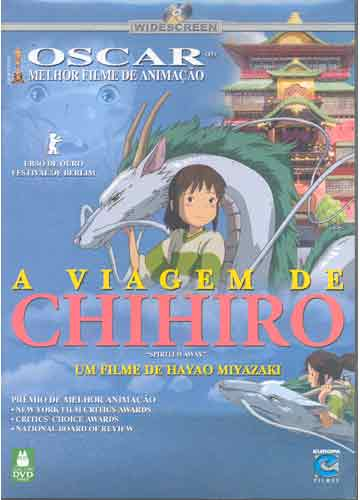 WIDESCREEN
OSCAR
MELHOR FILME DE ANIMAÇÃO
URSO DE OURO
FESTIVAL DE BERLIM
A VIAGEM DE
CHIHIRO
"SPIRITED AWAY"
UM FILME DE HAYAO MIYAZAKI
PRÊMIO DE MELHOR ANIMAÇÃO
• NEW YORK FILM CRITICS AWARDS
• CRITICS' CHOICE AWARDS
• NATIONAL BOARD OF REVIEW
DVD
EUROPA
FILMES